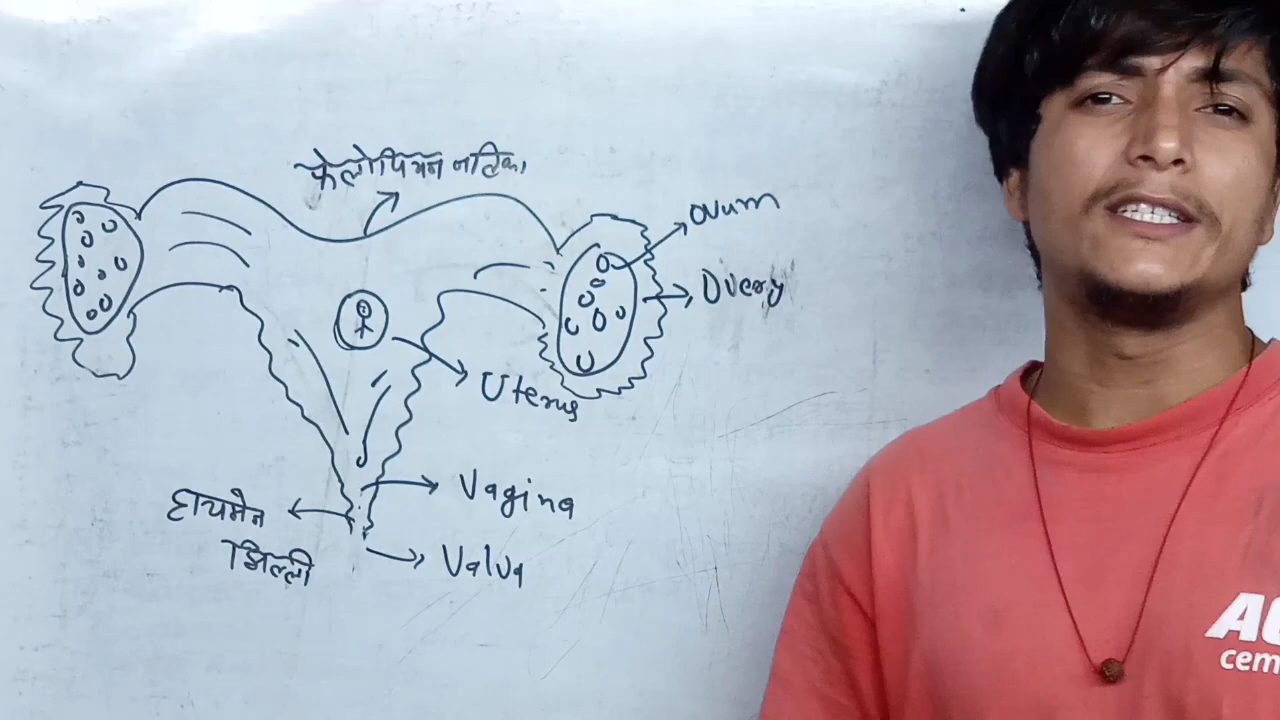 फेलोपियन नलिका
ovum
Overy
Uterus
Vagina
हायमेन
झिल्ली
Valva